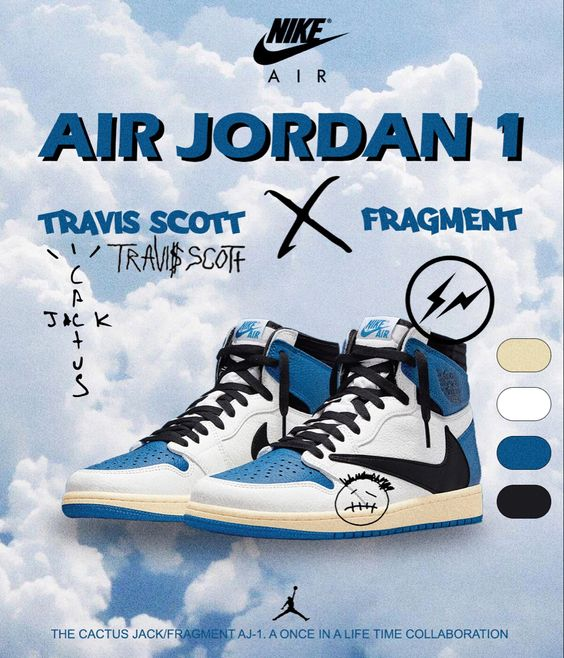 NIKE
AIR
AIR JORDAN 1
TRAVIS SCOTT X FRAGMENT
TRAVI$ SCOTT
CACTUS
JACK
NIKE
AIR
NIKE
AIR
THE CACTUS JACK/FRAGMENT AJ-1. A ONCE IN A LIFE TIME COLLABORATION